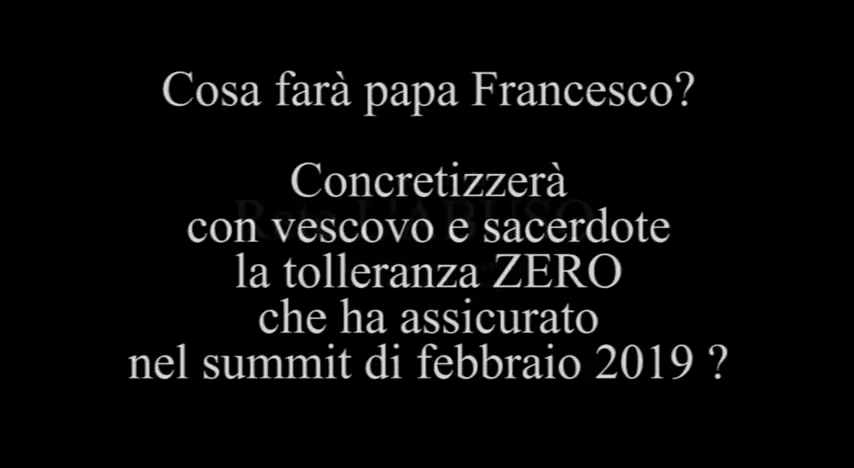 Cosa farà papa Francesco?
Concretizzerà
con vescovo e sacerdote
la tolleranza ZERO
che ha assicurato
nel summit di febbraio 2019 ?